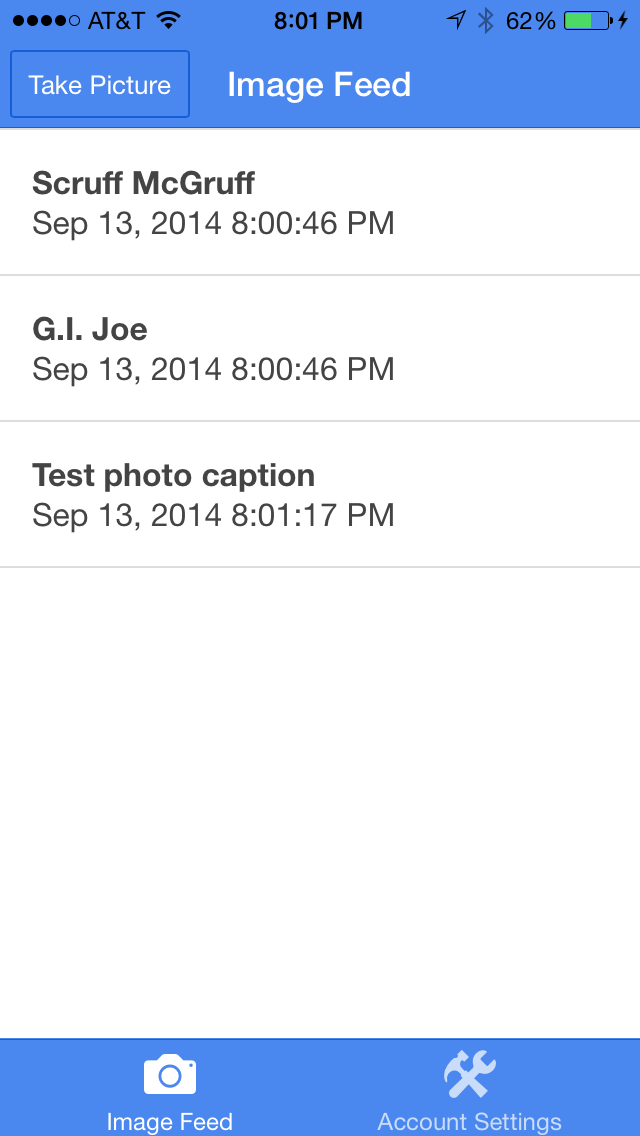 AT&T 8:01 PM 62%
Take Picture Image Feed
Scruff McGruff
Sep 13, 2014 8:00:46 PM
G.I. Joe
Sep 13, 2014 8:00:46 PM
Test photo caption
Sep 13, 2014 8:01:17 PM
Image Feed Account Settings